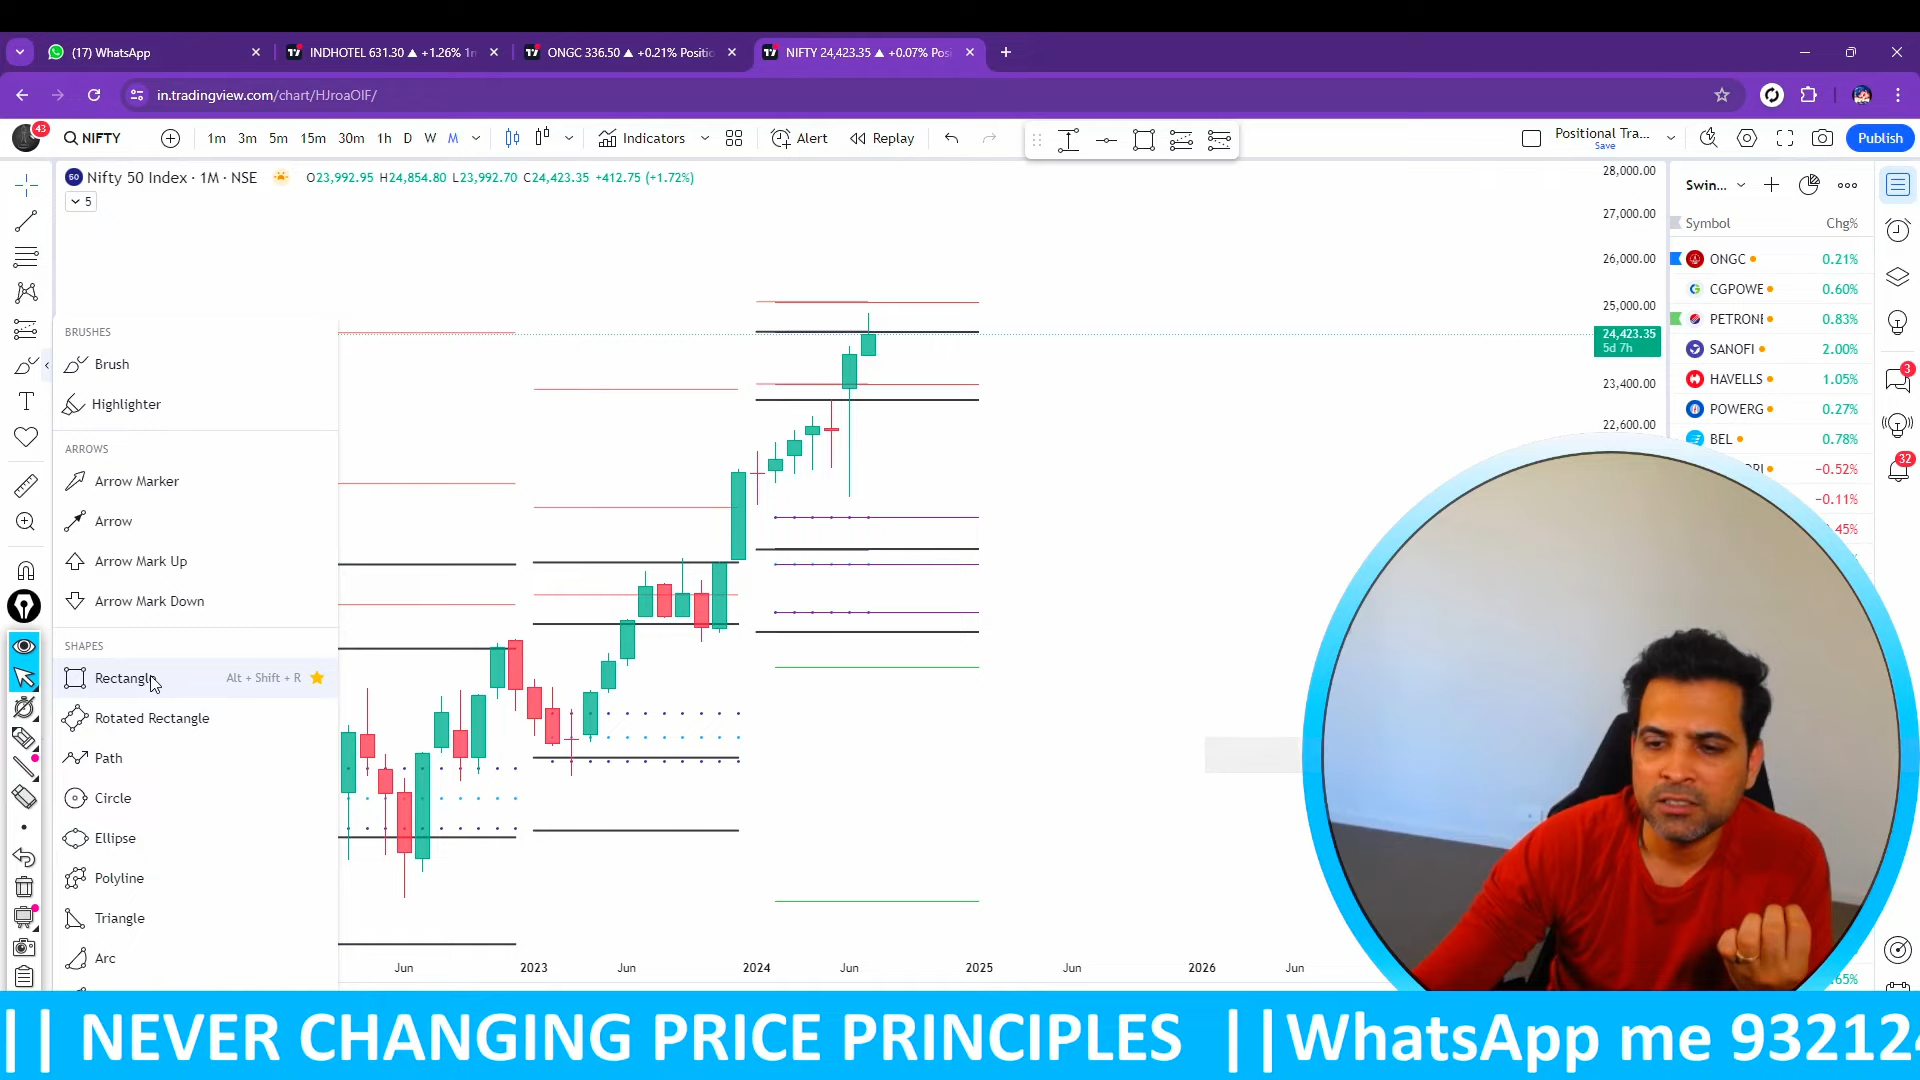 (17) WhatsApp
INDHOTEL 631.30 ▲ +1.26% 1m
ONGC 336.50 ▲ +0.21% Positio
NIFTY 24,423.35 ▲ +0.07% Pos
in.tradingview.com/chart/HJroaOIF/
43
NIFTY
1m 3m 5m 15m 30m 1h D W M
Indicators
Alert
Replay
Positional Tra...
Save
Publish
50 Nifty 50 Index · 1M · NSE
O23,992.95 H24,854.80 L23,992.70 C24,423.35 +412.75 (+1.72%)
5
28,000.00
27,000.00
26,000.00
25,000.00
24,423.35
5d 7h
23,400.00
22,600.00
Swin...
Symbol Chg%
ONGC 0.21%
CGPOWE 0.60%
PETRONE 0.83%
SANOFI 2.00%
HAVELLS 1.05%
POWERG 0.27%
BEL 0.78%
−0.52%
−0.11%
3
32
BRUSHES
Brush
Highlighter
ARROWS
Arrow Marker
Arrow
Arrow Mark Up
Arrow Mark Down
SHAPES
Rectangle Alt + Shift + R
Rotated Rectangle
Path
Circle
Ellipse
Polyline
Triangle
Arc
Jun 2023 Jun 2024 Jun 2025 Jun 2026 Jun
|| NEVER CHANGING PRICE PRINCIPLES ||WhatsApp me 93212